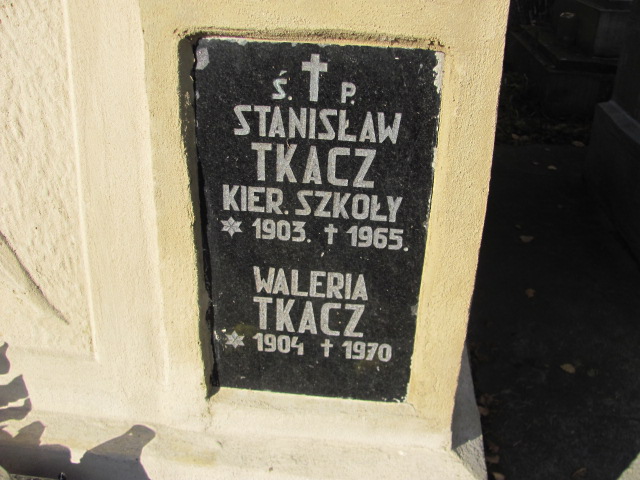 Ś. † P.
STANISŁAW
TKACZ
KIER. SZKOŁY
* 1903. † 1965.
WALERIA
TKACZ
* 1904 † 1970